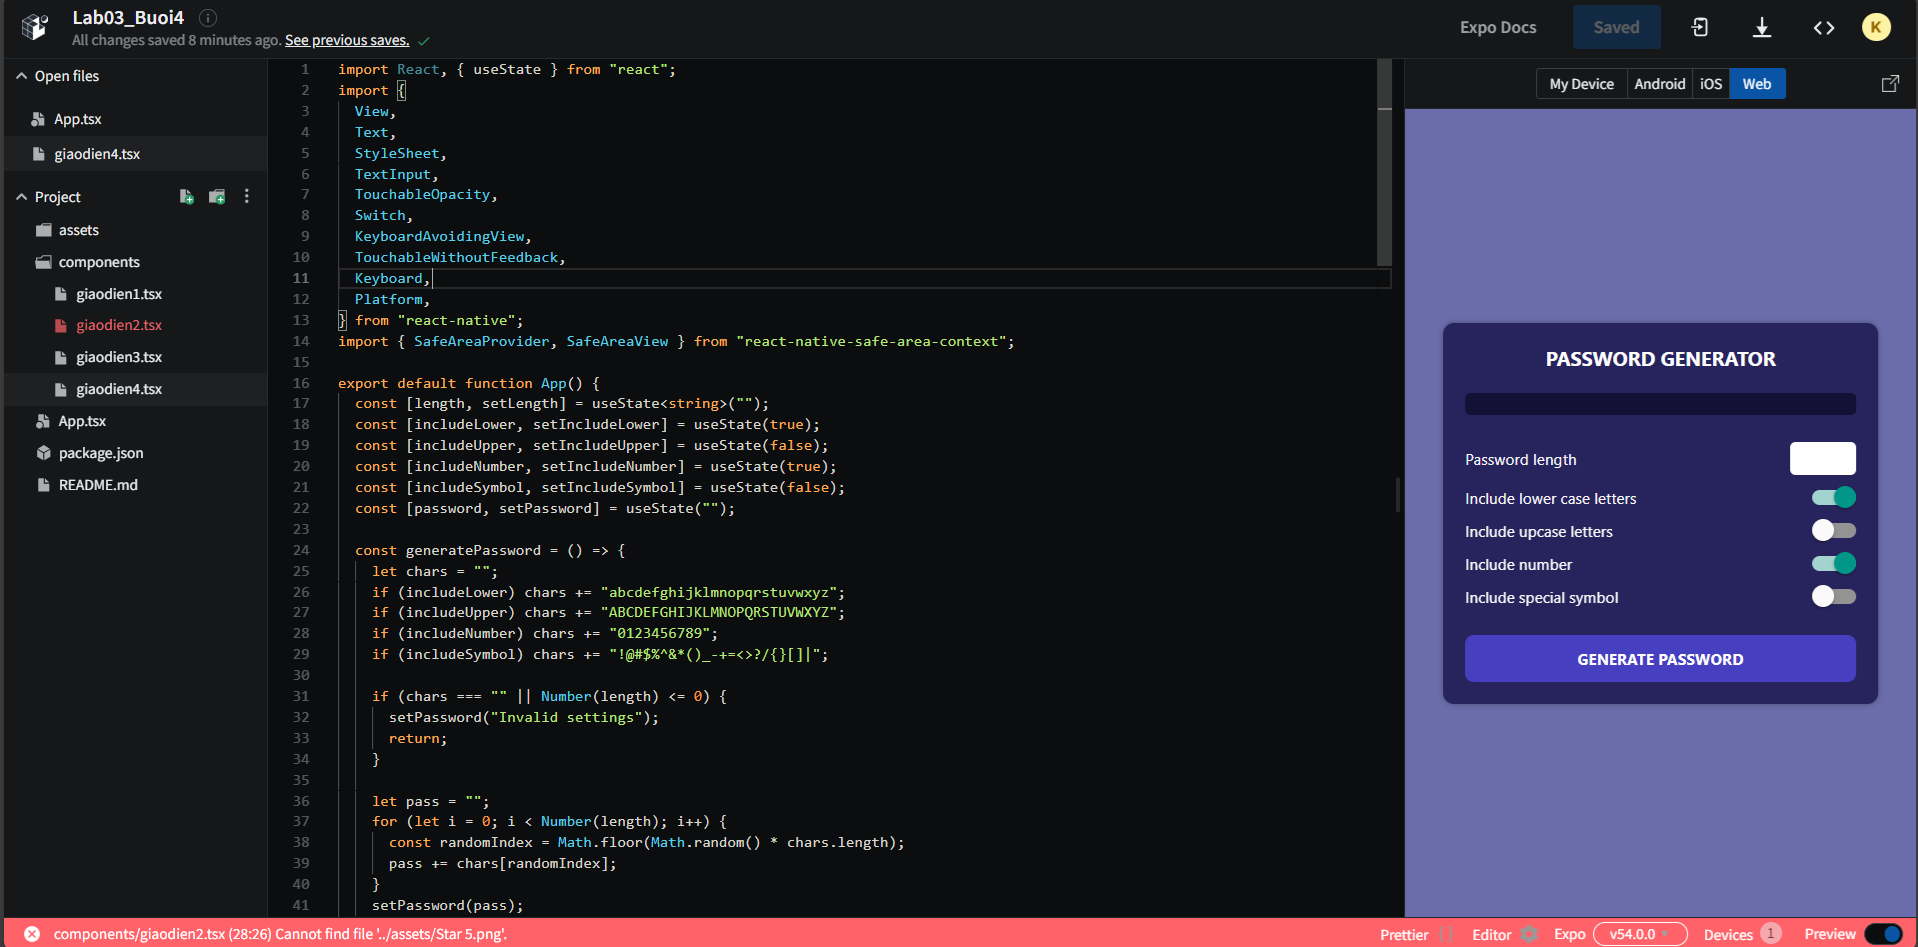 Lab03_Buoi4
All changes saved 8 minutes ago. See previous saves.
Expo Docs
Saved
K
Open files
App.tsx
giaodien4.tsx
Project
assets
components
giaodien1.tsx
giaodien2.tsx
giaodien3.tsx
giaodien4.tsx
App.tsx
package.json
README.md
1 import React, { useState } from "react";
2 import {
3 View,
4 Text,
5 StyleSheet,
6 TextInput,
7 TouchableOpacity,
8 Switch,
9 KeyboardAvoidingView,
10 TouchableWithoutFeedback,
11 Keyboard,
12 Platform,
13 } from "react-native";
14 import { SafeAreaProvider, SafeAreaView } from "react-native-safe-area-context";
15
16 export default function App() {
17 const [length, setLength] = useState<string>("");
18 const [includeLower, setIncludeLower] = useState(true);
19 const [includeUpper, setIncludeUpper] = useState(false);
20 const [includeNumber, setIncludeNumber] = useState(true);
21 const [includeSymbol, setIncludeSymbol] = useState(false);
22 const [password, setPassword] = useState("");
23
24 const generatePassword = () => {
25 let chars = "";
26 if (includeLower) chars += "abcdefghijklmnopqrstuvwxyz";
27 if (includeUpper) chars += "ABCDEFGHIJKLMNOPQRSTUVWXYZ";
28 if (includeNumber) chars += "0123456789";
29 if (includeSymbol) chars += "!@#$%^&*()_-+=<>?/{}[]|";
30
31 if (chars === "" || Number(length) <= 0) {
32 setPassword("Invalid settings");
33 return;
34 }
35
36 let pass = "";
37 for (let i = 0; i < Number(length); i++) {
38 const randomIndex = Math.floor(Math.random() * chars.length);
39 pass += chars[randomIndex];
40 }
41 setPassword(pass);
My Device Android iOS Web
PASSWORD GENERATOR
Password length
Include lower case letters
Include upcase letters
Include number
Include special symbol
GENERATE PASSWORD
components/giaodien2.tsx (28:26) Cannot find file '../assets/Star 5.png'.
Prettier { } Editor Expo v54.0.0 Devices 1 Preview